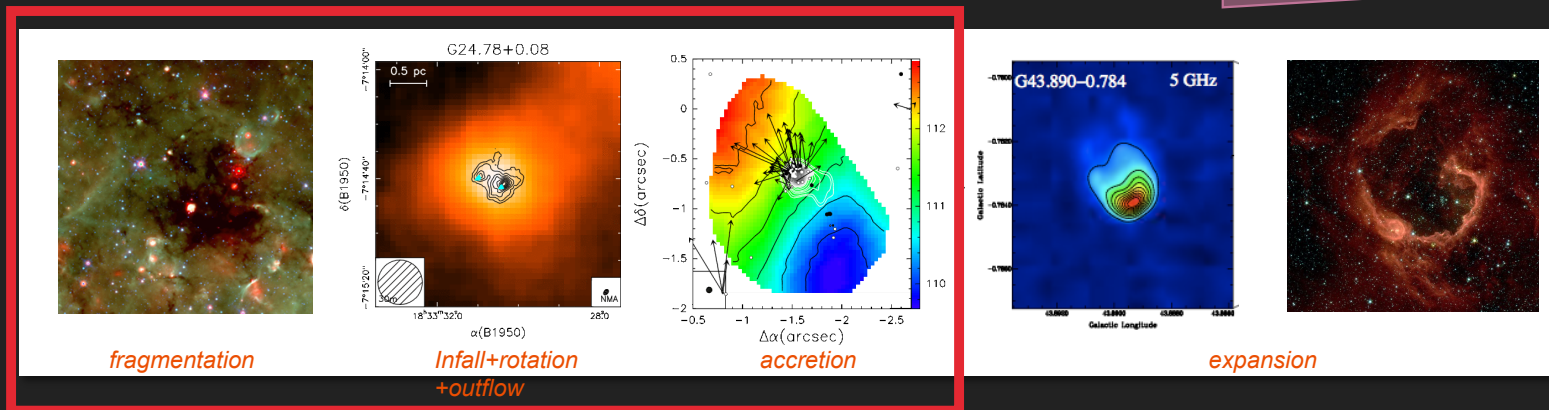 G24.78+0.08
0.5 pc
δ(B1950)
-7°14'00"
-7°14'40"
-7°15'20"
30m
NMA
18ʰ33ᵐ32ˢ.0
28ˢ.0
α(B1950)
0.5
0
-0.5
-1
-1.5
-2
Δδ(arcsec)
-0.5
-1
-1.5
-2
-2.5
Δα(arcsec)
112
111
110
G43.890-0.784 5 GHz
Galactic Latitude
Galactic Longitude
fragmentation
Infall+rotation
+outflow
accretion
expansion